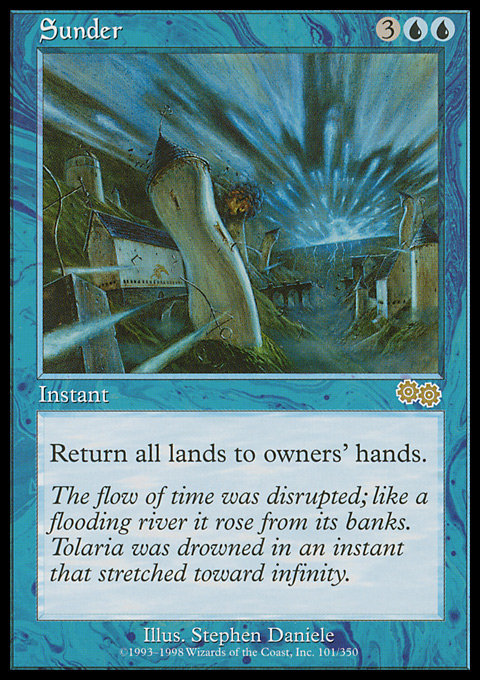 Sunder
3
Instant
Return all lands to owners' hands.
The flow of time was disrupted; like a
flooding river it rose from its banks.
Tolaria was drowned in an instant
that stretched toward infinity.
Illus. Stephen Daniele
©1993–1998 Wizards of the Coast, Inc. 101/350